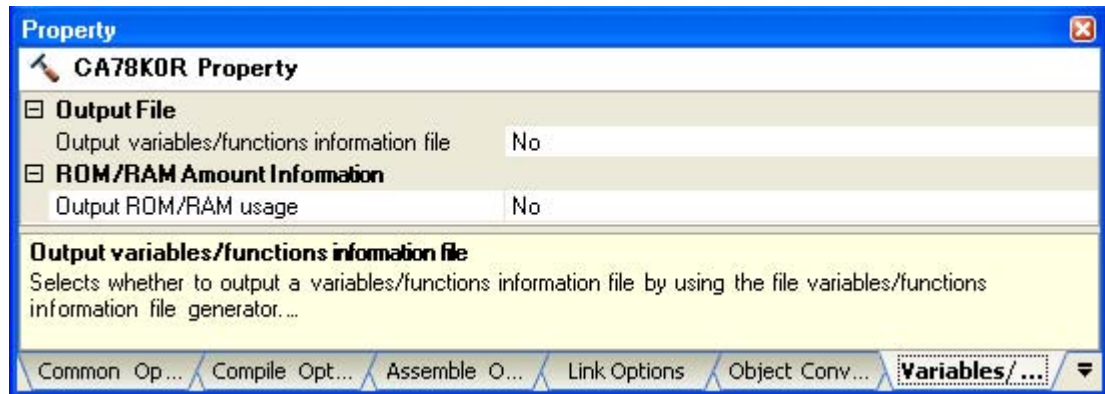 Property
CA78K0R Property
Output File
Output variables/functions information file No
ROM/RAM Amount Information
Output ROM/RAM usage No
Output variables/functions information file
Selects whether to output a variables/functions information file by using the file variables/functions
information file generator....
Common Op... Compile Opt... Assemble O... Link Options Object Conv... Variables/ ...